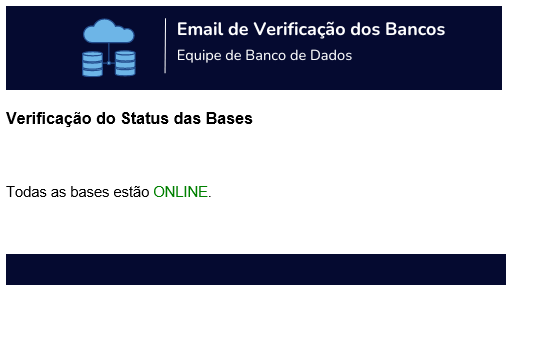 Email de Verificação dos Bancos
Equipe de Banco de Dados
Verificação do Status das Bases
Todas as bases estão ONLINE.